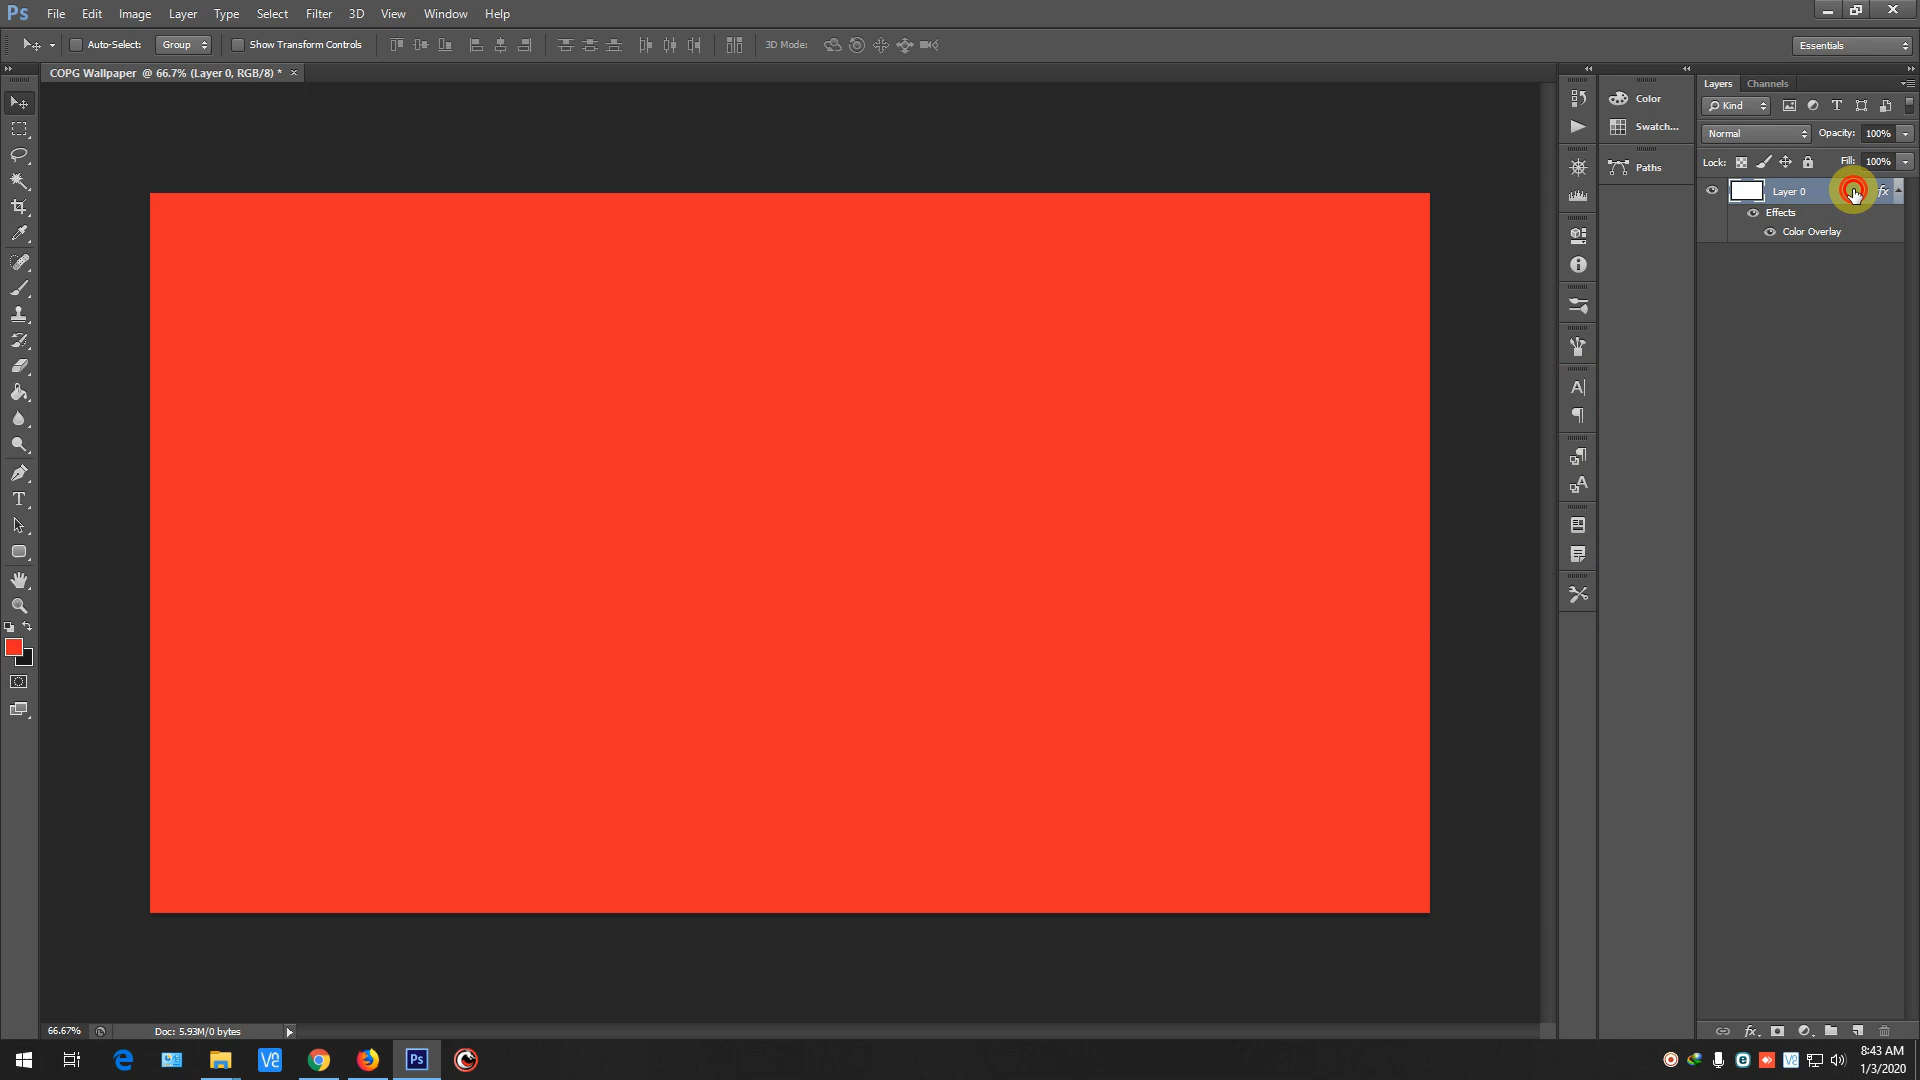 Ps File Edit Image Layer Type Select Filter 3D View Window Help
Auto-Select: Group Show Transform Controls 3D Mode: Essentials
COPG Wallpaper @ 66.7% (Layer 0, RGB/8) * ×
Layers Channels
Color
Kind
Swatch...
Normal Opacity: 100%
Lock: Fill: 100%
Paths
Layer 0 fx
Effects
Color Overlay
66.67% Doc: 5.93M/0 bytes
Ps
8:43 AM
1/3/2020